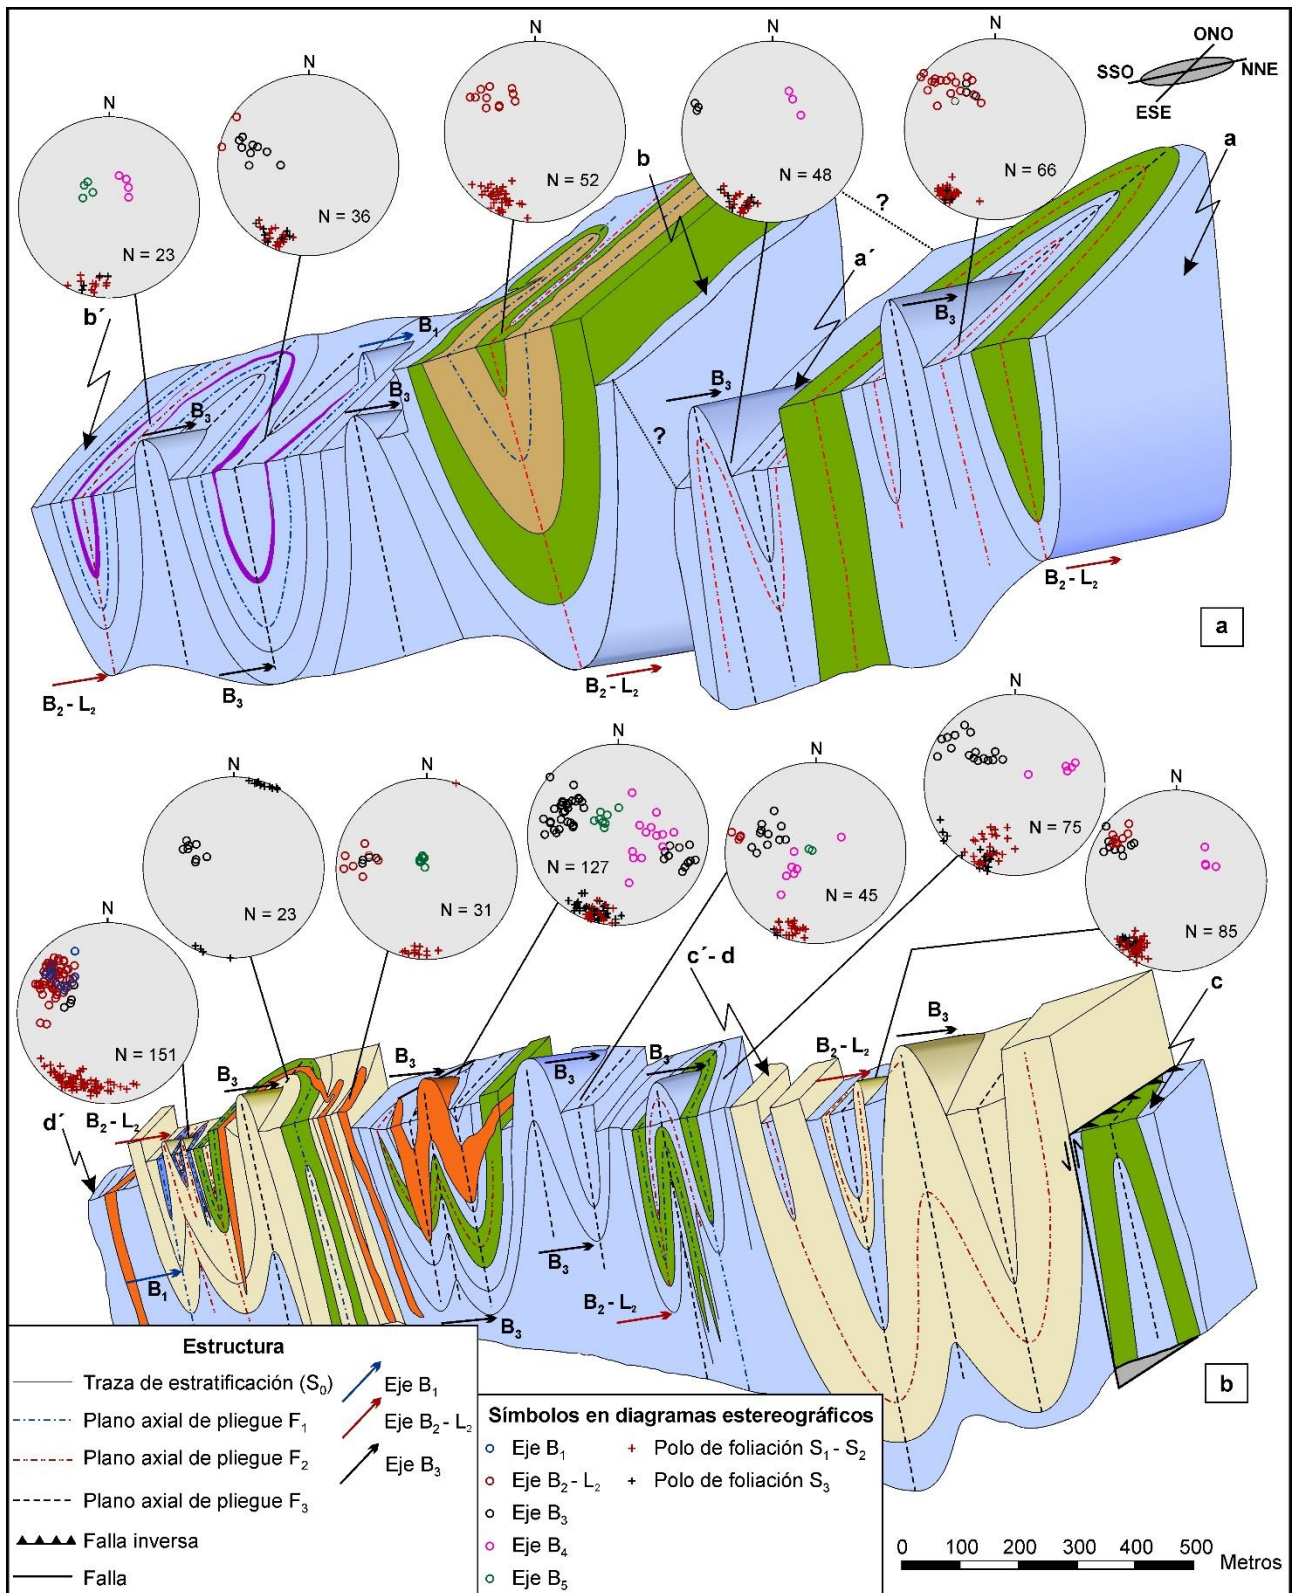 N
N = 23
N
N = 36
N
N = 52
N
N = 48
N
N = 66
ONO
SSO
NNE
ESE
b´
b
a´
a
?
?
B₁
B₃
B₃
B₃
B₃
B₂ - L₂
B₃
B₂ - L₂
B₂ - L₂
a
N
N = 151
N
N = 23
N
N = 31
N
N = 127
N
N = 45
N
N = 75
N
N = 85
d´
c´- d
c
B₂ - L₂
B₃
B₃
B₃
B₃
B₂ - L₂
B₃
B₁
B₃
B₃
B₂ - L₂
b
Estructura
Traza de estratificación (S₀)
Plano axial de pliegue F₁
Plano axial de pliegue F₂
Plano axial de pliegue F₃
Falla inversa
Falla
Eje B₁
Eje B₂ - L₂
Eje B₃
Símbolos en diagramas estereográficos
Eje B₁
Eje B₂ - L₂
Eje B₃
Eje B₄
Eje B₅
Polo de foliación S₁ - S₂
Polo de foliación S₃
0 100 200 300 400 500
Metros